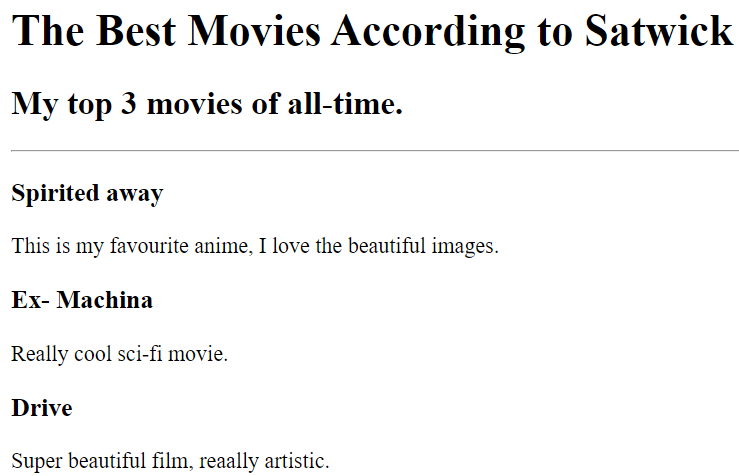 The Best Movies According to Satwick
My top 3 movies of all-time.
Spirited away
This is my favourite anime, I love the beautiful images.
Ex- Machina
Really cool sci-fi movie.
Drive
Super beautiful film, reaally artistic.